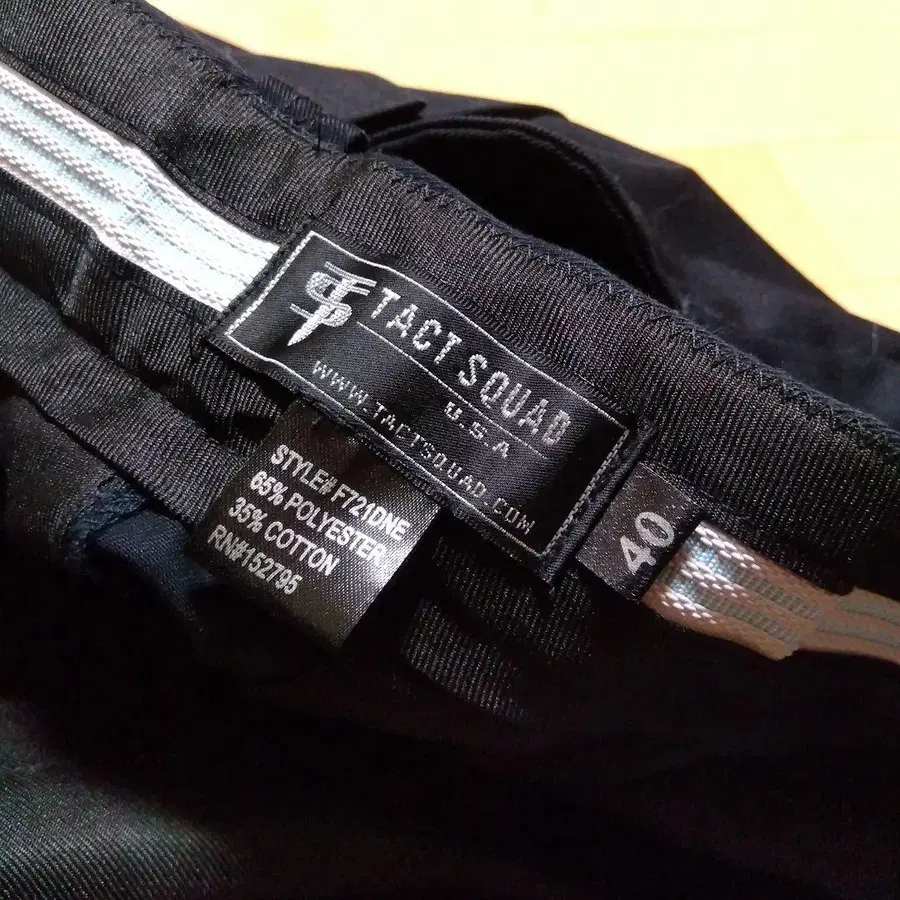 TACT SQUAD
U.S.A
WWW.TACTSQUAD.COM
40
STYLE# F721DNE
65% POLYESTER
35% COTTON
RN#152795